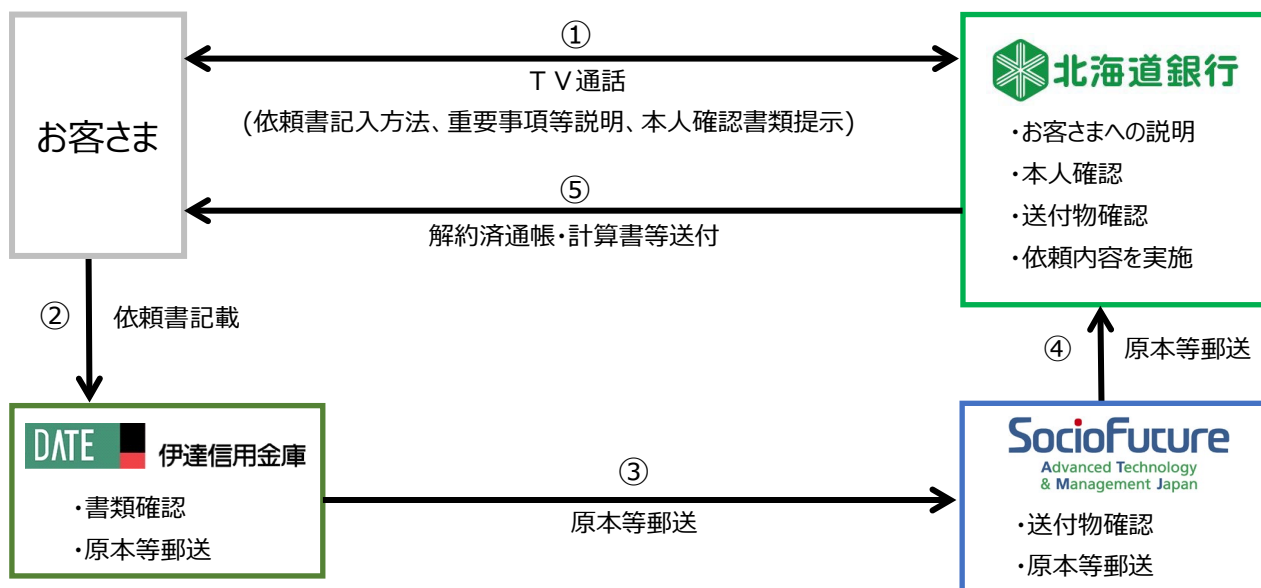 ①
ＴＶ通話
(依頼書記入方法、重要事項等説明、本人確認書類提示)
お客さま
北海道銀行
・お客さまへの説明
・本人確認
・送付物確認
・依頼内容を実施
⑤
解約済通帳・計算書等送付
②
依頼書記載
④
原本等郵送
DATE
伊達信用金庫
・書類確認
・原本等郵送
③
原本等郵送
SocioFuture
Advanced Technology
& Management Japan
・送付物確認
・原本等郵送